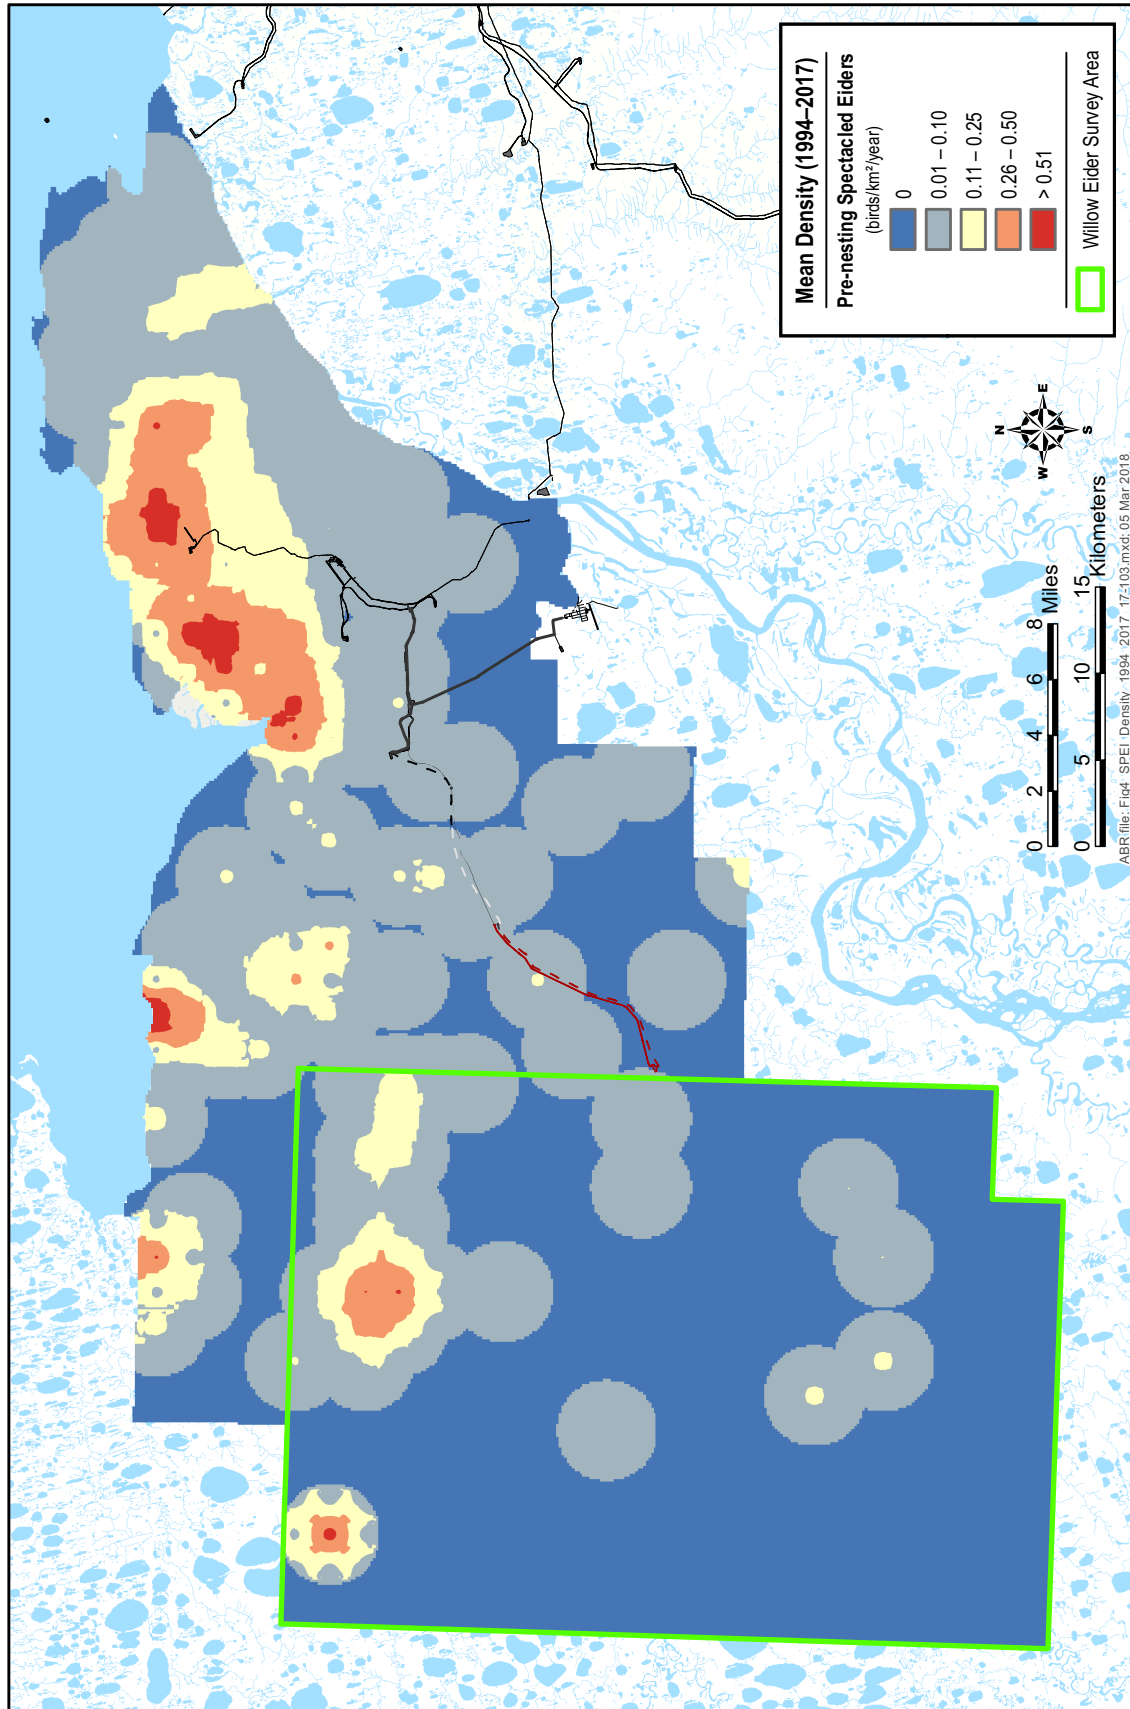 Mean Density (1994–2017)
Pre-nesting Spectacled Eiders
(birds/km²/year)
0
0.01 – 0.10
0.11 – 0.25
0.26 – 0.50
> 0.51
Willow Eider Survey Area
N
W E
S
0 2 4 6 8 Miles
0 5 10 15 Kilometers
ABR file: Fig4_SPEI_Density_1994_2017_17-103.mxd; 05 Mar 2018